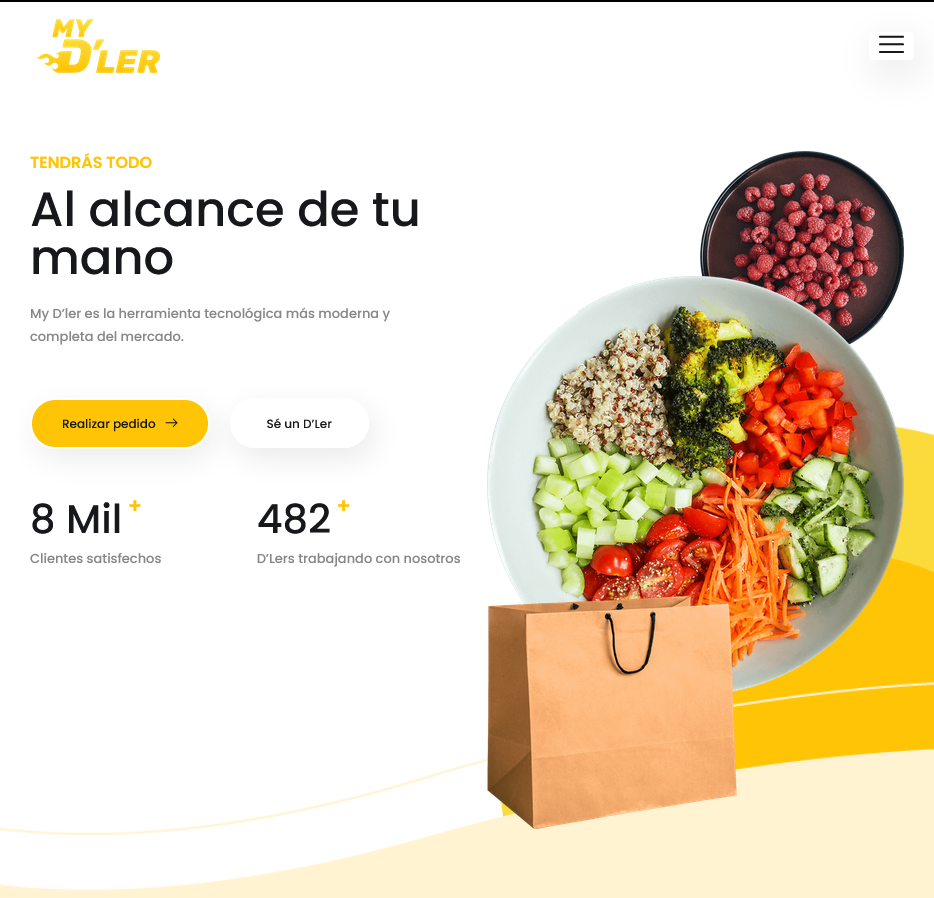 MY
D'LER
TENDRÁS TODO
Al alcance de tu
mano
My D’ler es la herramienta tecnológica más moderna y
completa del mercado.
Realizar pedido →
Sé un D’Ler
8 Mil +
482 +
Clientes satisfechos
D’Lers trabajando con nosotros